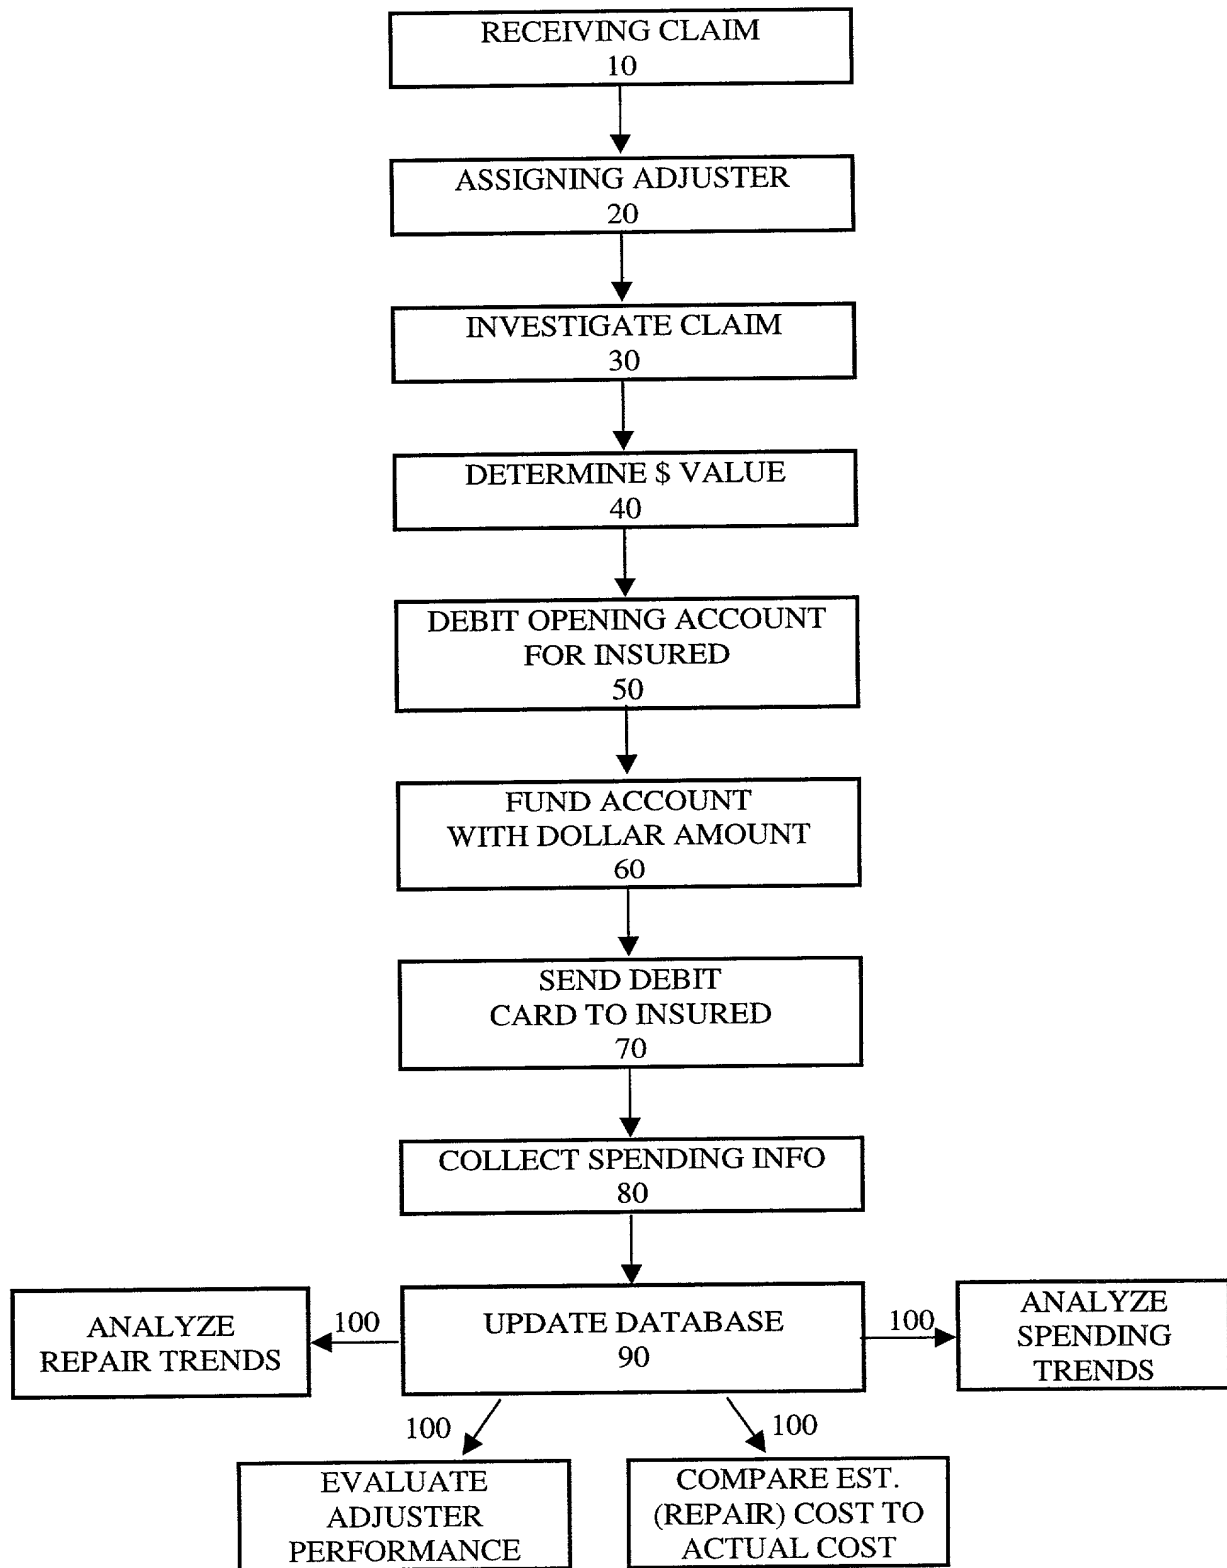 RECEIVING CLAIM
10
ASSIGNING ADJUSTER
20
INVESTIGATE CLAIM
30
DETERMINE $ VALUE
40
DEBIT OPENING ACCOUNT
FOR INSURED
50
FUND ACCOUNT
WITH DOLLAR AMOUNT
60
SEND DEBIT
CARD TO INSURED
70
COLLECT SPENDING INFO
80
UPDATE DATABASE
90
100
ANALYZE
REPAIR TRENDS
100
ANALYZE
SPENDING
TRENDS
100
EVALUATE
ADJUSTER
PERFORMANCE
100
COMPARE EST.
(REPAIR) COST TO
ACTUAL COST